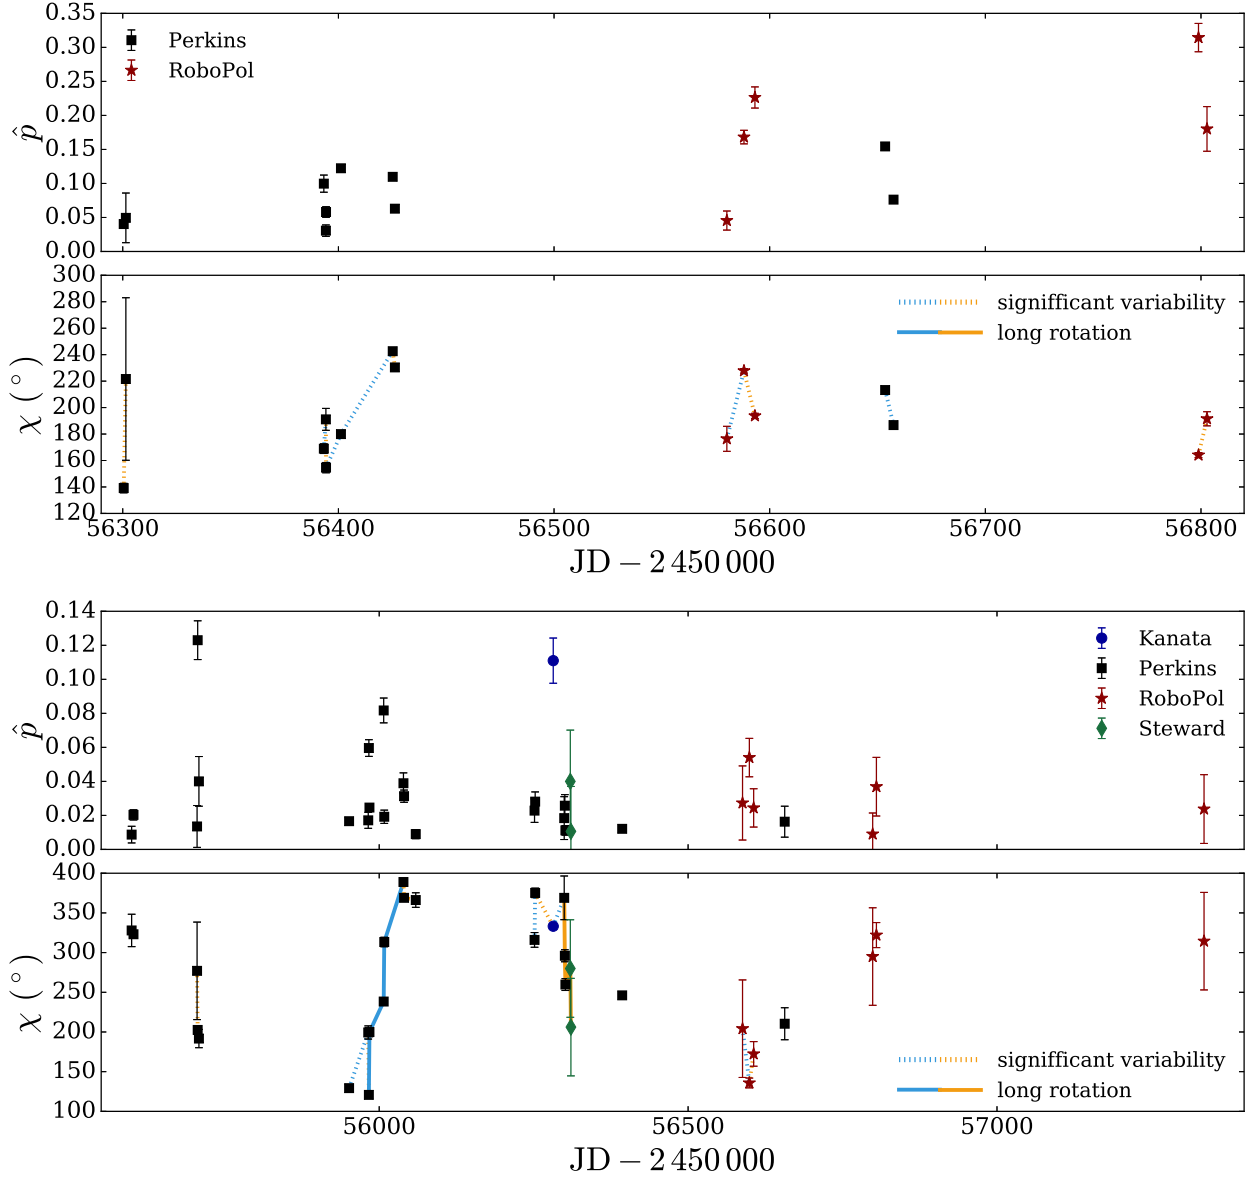 0.35
0.30
0.25
0.20
0.15
0.10
0.05
0.00
p̂
Perkins
RoboPol
300
280
260
240
220
200
180
160
140
120
χ (°)
signifficant variability
long rotation
56300 56400 56500 56600 56700 56800
JD − 2 450 000
0.14
0.12
0.10
0.08
0.06
0.04
0.02
0.00
p̂
Kanata
Perkins
RoboPol
Steward
400
350
300
250
200
150
100
χ (°)
signifficant variability
long rotation
56000 56500 57000
JD − 2 450 000